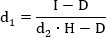 d₁ = (I − D) / (d₂ · H − D)